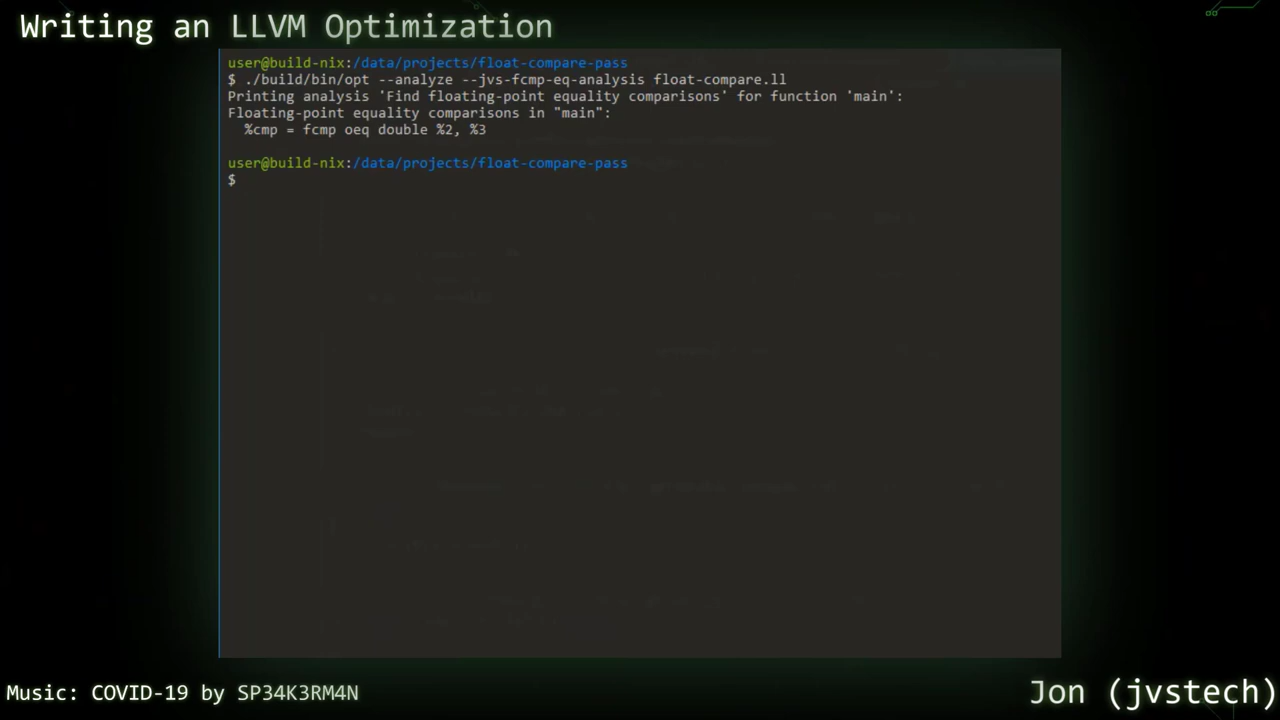 Writing an LLVM Optimization
user@build-nix:/data/projects/float-compare-pass
$ ./build/bin/opt --analyze --jvs-fcmp-eq-analysis float-compare.ll
Printing analysis 'Find floating-point equality comparisons' for function 'main':
Floating-point equality comparisons in "main":
%cmp = fcmp oeq double %2, %3
user@build-nix:/data/projects/float-compare-pass
$
Music: COVID-19 by SP34K3RM4N
Jon (jvstech)